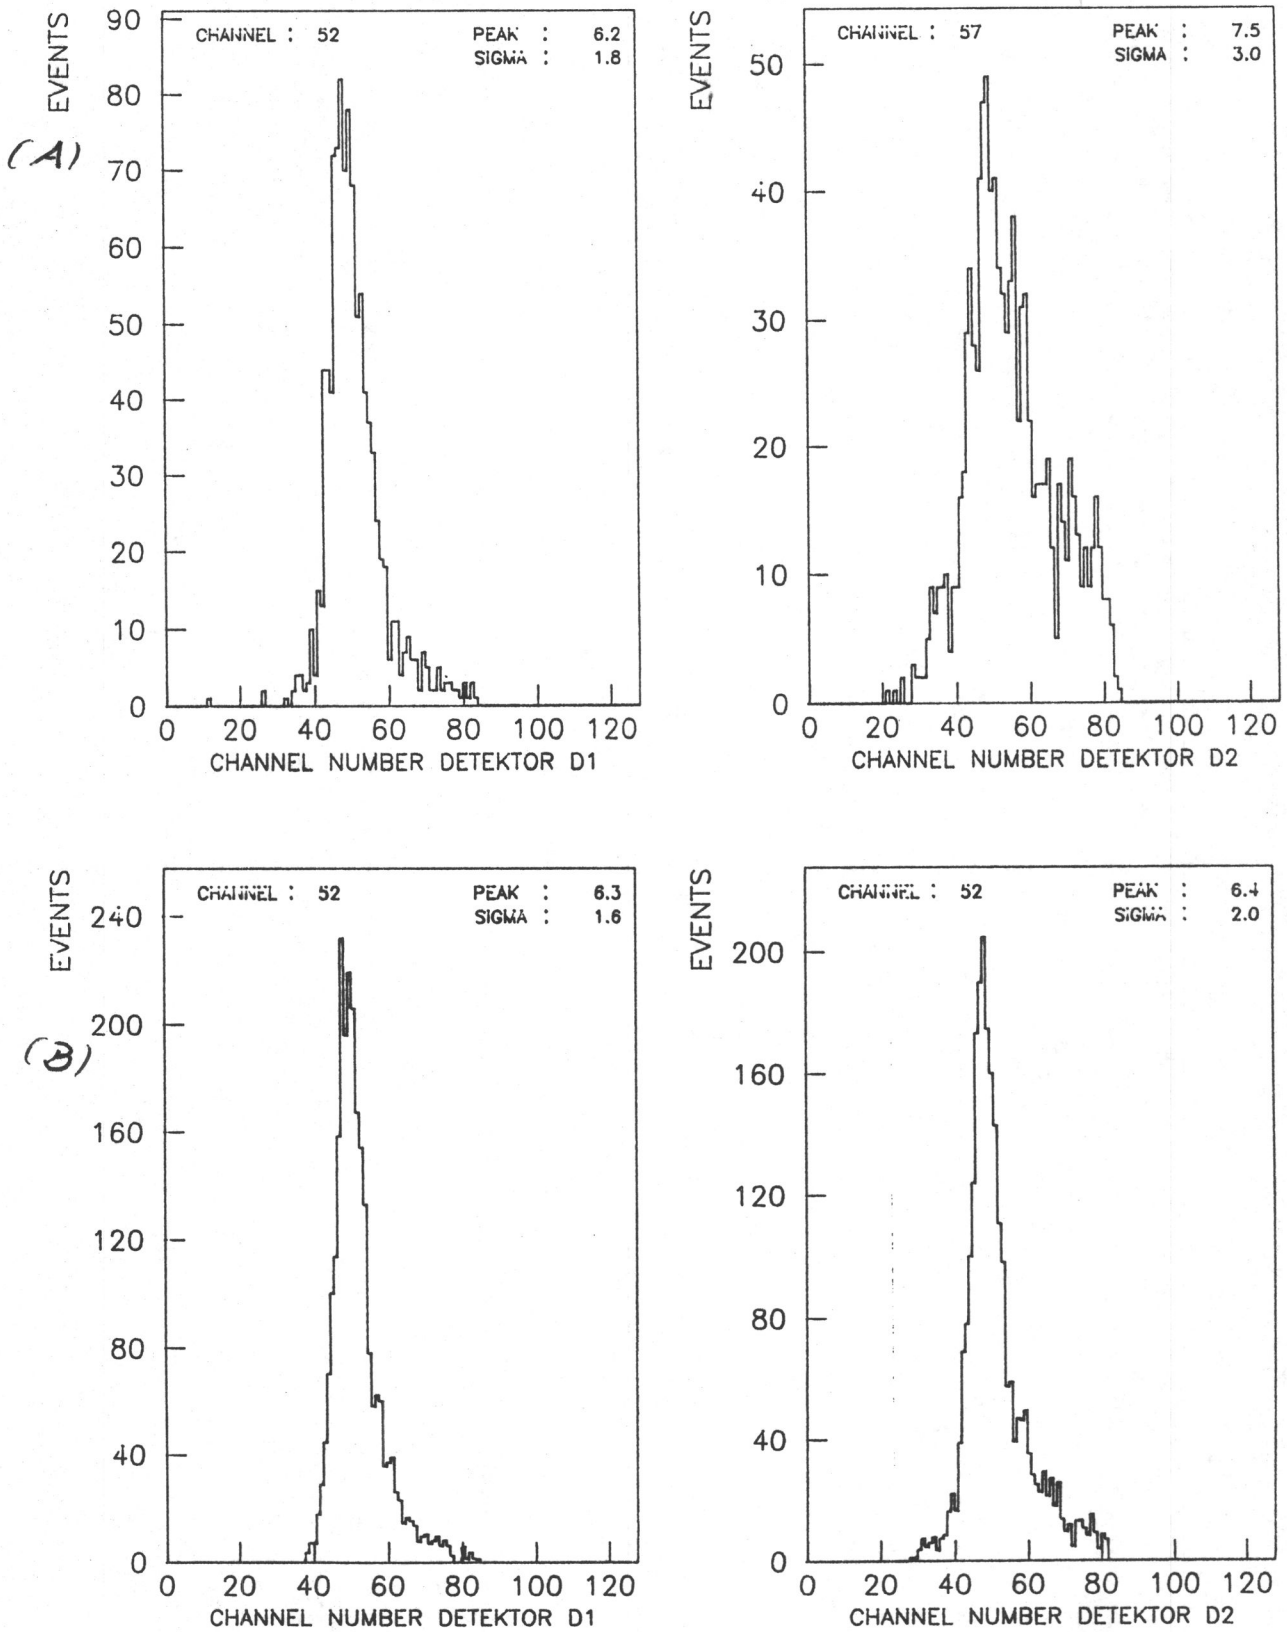 EVENTS
90
80
70
60
50
40
30
20
10
0
(A)
CHANNEL : 52 PEAK : 6.2
SIGMA : 1.8
0 20 40 60 80 100 120
CHANNEL NUMBER DETEKTOR D1
EVENTS
50
40
30
20
10
0
CHANNEL : 57 PEAK : 7.5
SIGMA : 3.0
0 20 40 60 80 100 120
CHANNEL NUMBER DETEKTOR D2
EVENTS
240
200
160
120
80
40
0
(B)
CHANNEL : 52 PEAK : 6.3
SIGMA : 1.6
0 20 40 60 80 100 120
CHANNEL NUMBER DETEKTOR D1
EVENTS
200
160
120
80
40
0
CHANNEL : 52 PEAK : 6.4
SIGMA : 2.0
0 20 40 60 80 100 120
CHANNEL NUMBER DETEKTOR D2